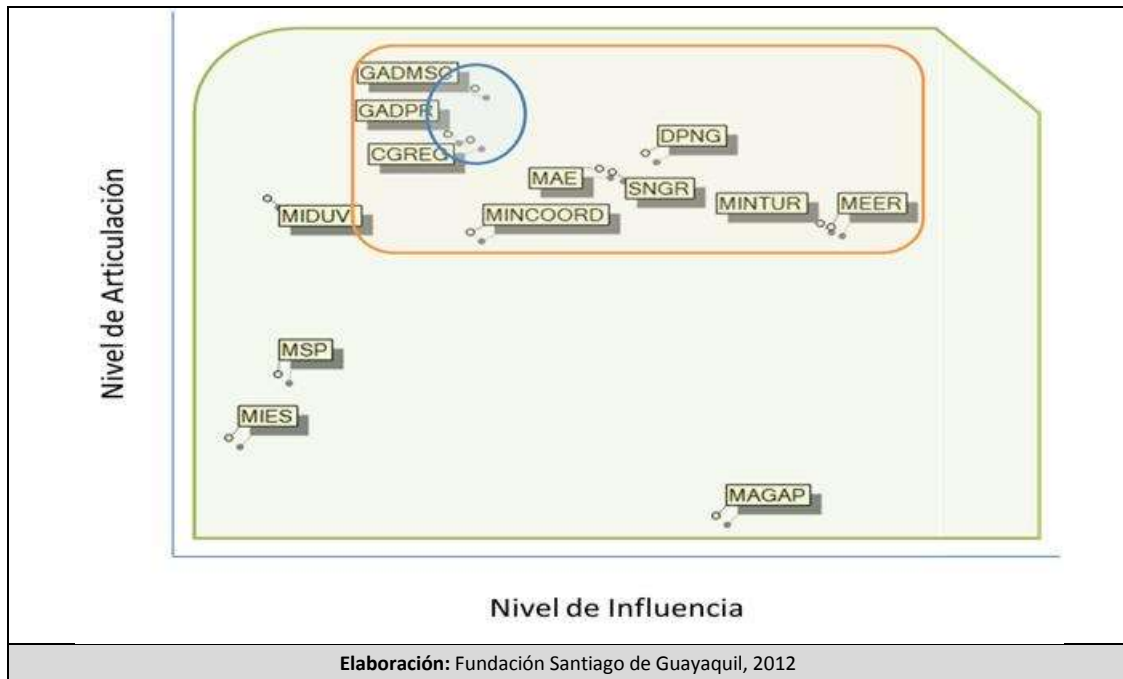 GADMSC
GADPR
CGREG
DPNG
MAE
SNGR
MIDUVI
MINCOORD
MINTUR
MEER
MSP
MIES
MAGAP
Nivel de Articulación
Nivel de Influencia
Elaboración: Fundación Santiago de Guayaquil, 2012